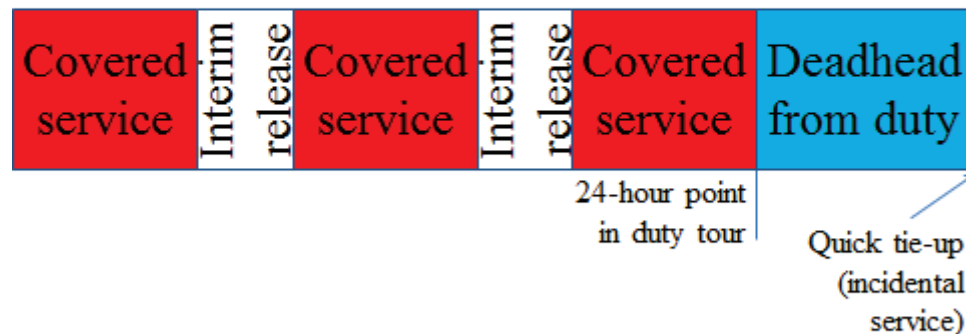 Covered
service
Interim
release
Covered
service
Interim
release
Covered
service
Deadhead
from duty
24-hour point
in duty tour
Quick tie-up
(incidental
service)